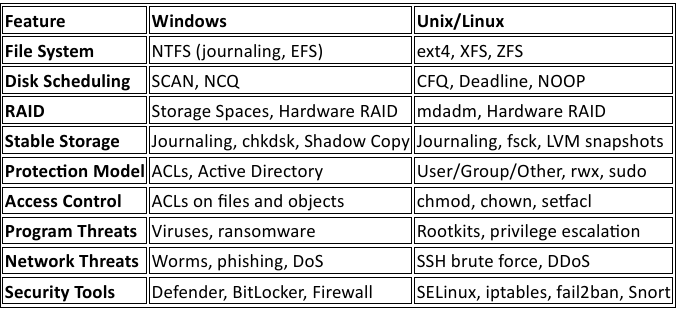 Feature Windows Unix/Linux
File System NTFS (journaling, EFS) ext4, XFS, ZFS
Disk Scheduling SCAN, NCQ CFQ, Deadline, NOOP
RAID Storage Spaces, Hardware RAID mdadm, Hardware RAID
Stable Storage Journaling, chkdsk, Shadow Copy Journaling, fsck, LVM snapshots
Protection Model ACLs, Active Directory User/Group/Other, rwx, sudo
Access Control ACLs on files and objects chmod, chown, setfacl
Program Threats Viruses, ransomware Rootkits, privilege escalation
Network Threats Worms, phishing, DoS SSH brute force, DDoS
Security Tools Defender, BitLocker, Firewall SELinux, iptables, fail2ban, Snort